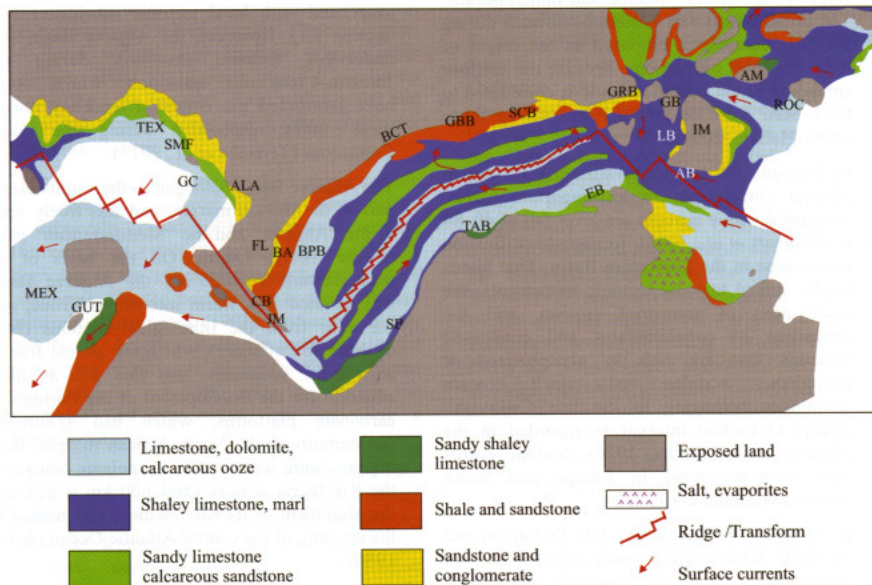 AM
GRB
GB
ROC
SCB
GBB
TEX
BCT
LB
IM
SMF
AB
GC
ALA
EB
TAB
FL
BA
BPB
MEX
GUT
CB
JM
SP
Limestone, dolomite,
calcareous ooze
Shaley limestone, marl
Sandy limestone
calcareous sandstone
Sandy shaley
limestone
Shale and sandstone
Sandstone and
conglomerate
Exposed land
Salt, evaporites
Ridge /Transform
Surface currents